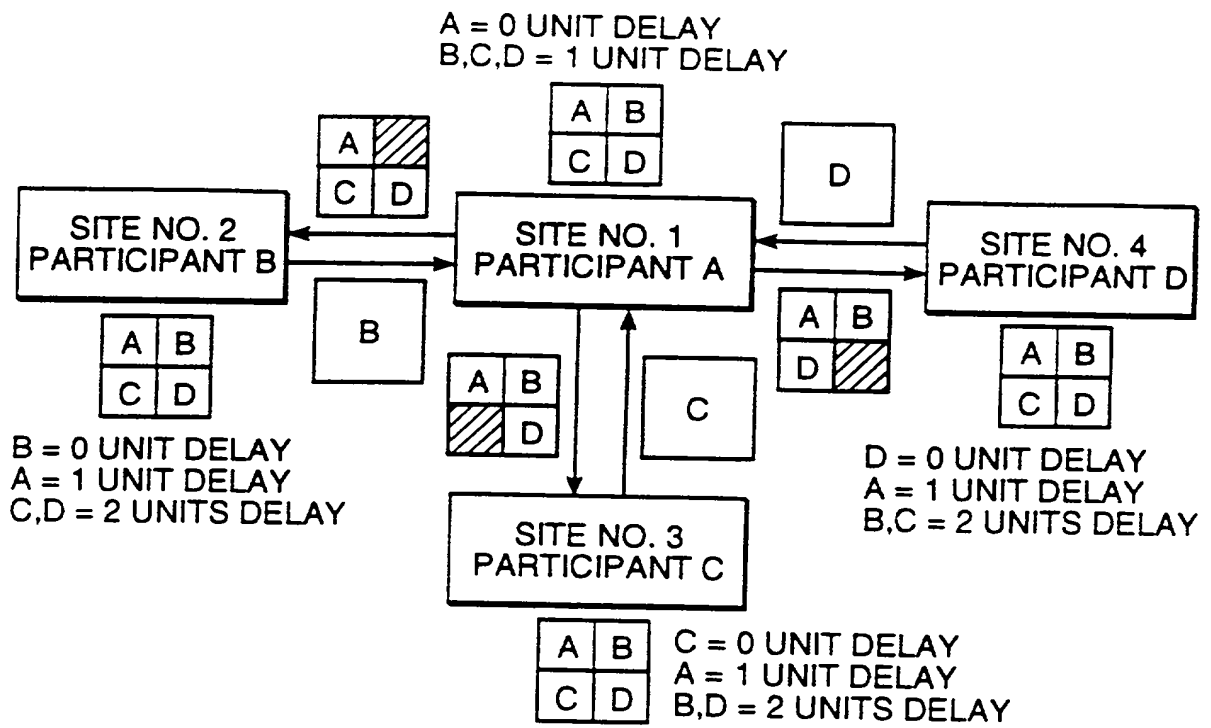 A = 0 UNIT DELAY
B,C,D = 1 UNIT DELAY
A B
C D
A
C D
D
SITE NO. 2
PARTICIPANT B
SITE NO. 1
PARTICIPANT A
SITE NO. 4
PARTICIPANT D
A B
C D
B
A B
D
C
A B
D
A B
C D
B = 0 UNIT DELAY
A = 1 UNIT DELAY
C,D = 2 UNITS DELAY
D = 0 UNIT DELAY
A = 1 UNIT DELAY
B,C = 2 UNITS DELAY
SITE NO. 3
PARTICIPANT C
A B
C D
C = 0 UNIT DELAY
A = 1 UNIT DELAY
B,D = 2 UNITS DELAY